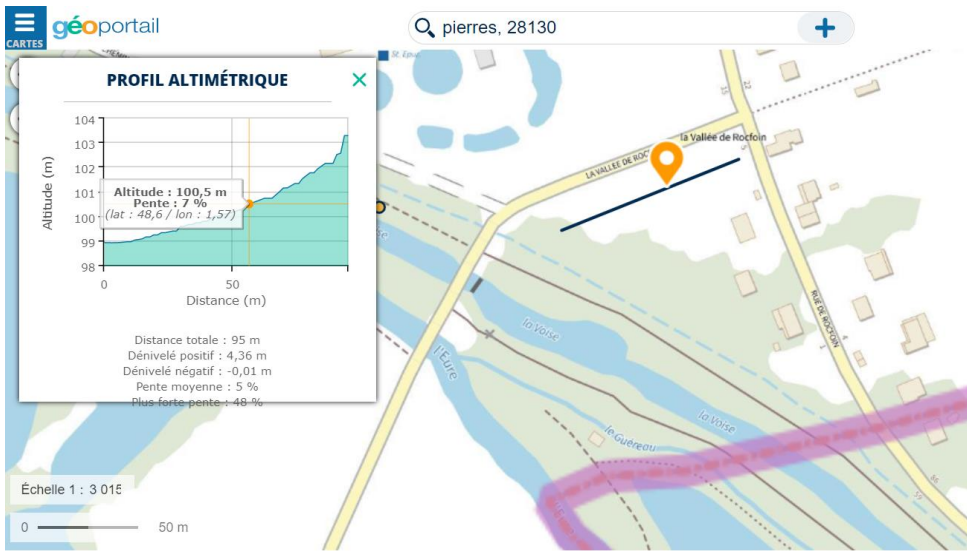 CARTES
géoportail
pierres, 28130
PROFIL ALTIMÉTRIQUE
104
103
102
101
100
99
98
Altitude (m)
Altitude : 100,5 m
Pente : 7 %
(lat : 48,6 / lon : 1,57)
0
50
Distance (m)
Distance totale : 95 m
Dénivelé positif : 4,36 m
Dénivelé négatif : -0,01 m
Pente moyenne : 5 %
Plus forte pente : 48 %
Échelle 1 : 3 015
0
50 m
la Vallée de Rocfoin
LA VALLEE DE ROC
RUE DE ROCFOIN
la Voise
l'Eure
la Voise
le Guéreau